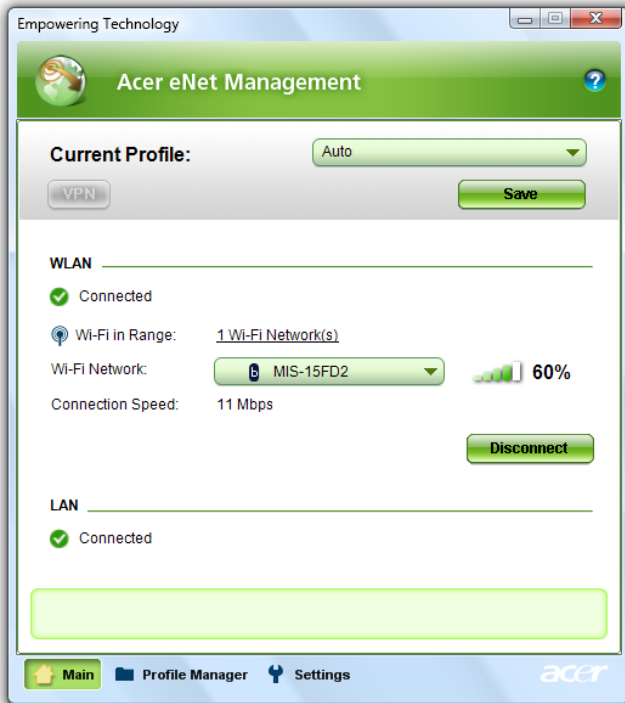 Empowering Technology
Acer eNet Management
Current Profile:
Auto
VPN
Save
WLAN
Connected
Wi-Fi in Range: 1 Wi-Fi Network(s)
Wi-Fi Network: b MIS-15FD2 60%
Connection Speed: 11 Mbps
Disconnect
LAN
Connected
Main Profile Manager Settings acer